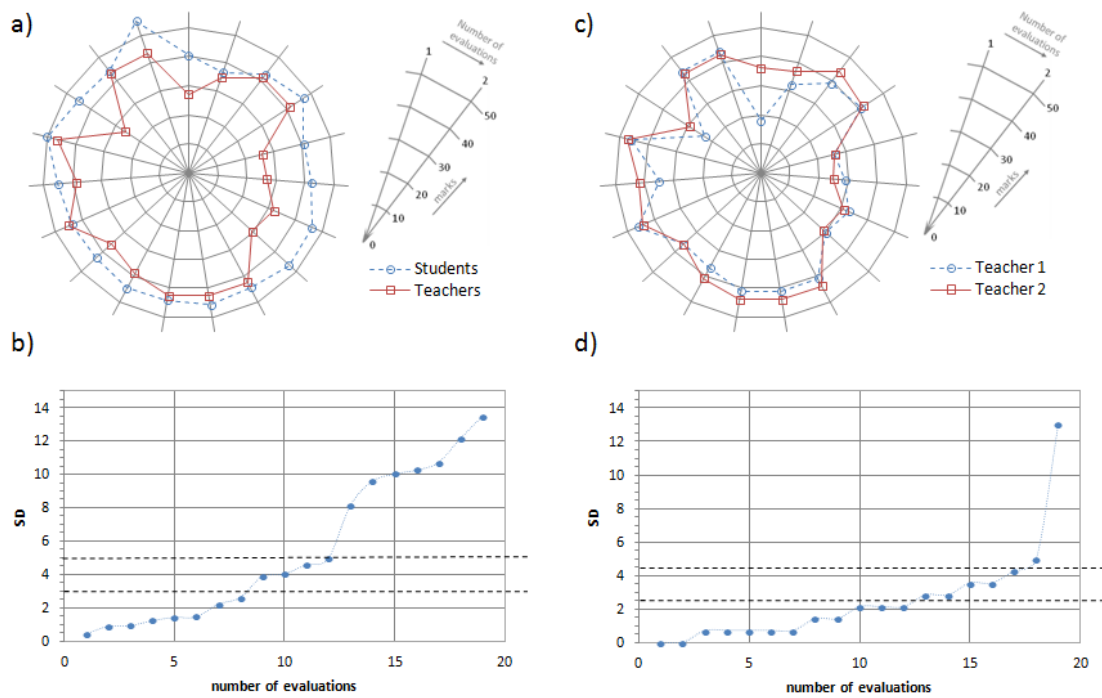 a)
Number of
evaluations
1
2
50
40
30
20
10
0
marks
Students
Teachers
c)
Number of
evaluations
1
2
50
40
30
20
10
0
marks
Teacher 1
Teacher 2
b)
14
12
10
8
6
4
2
0
SD
0 5 10 15 20
number of evaluations
d)
14
12
10
8
6
4
2
0
SD
0 5 10 15 20
number of evaluations